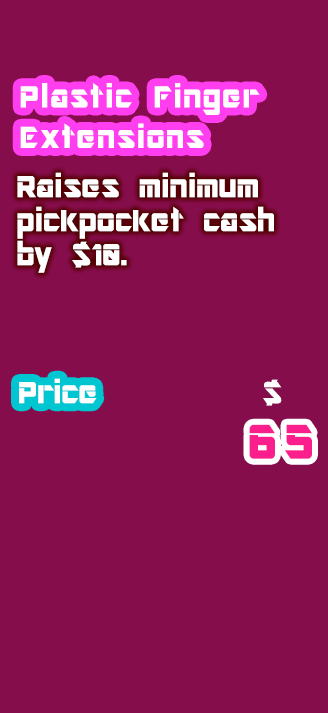 Plastic Finger
Extensions
Raises minimum
pickpocket cash
by $10.
Price
$
65